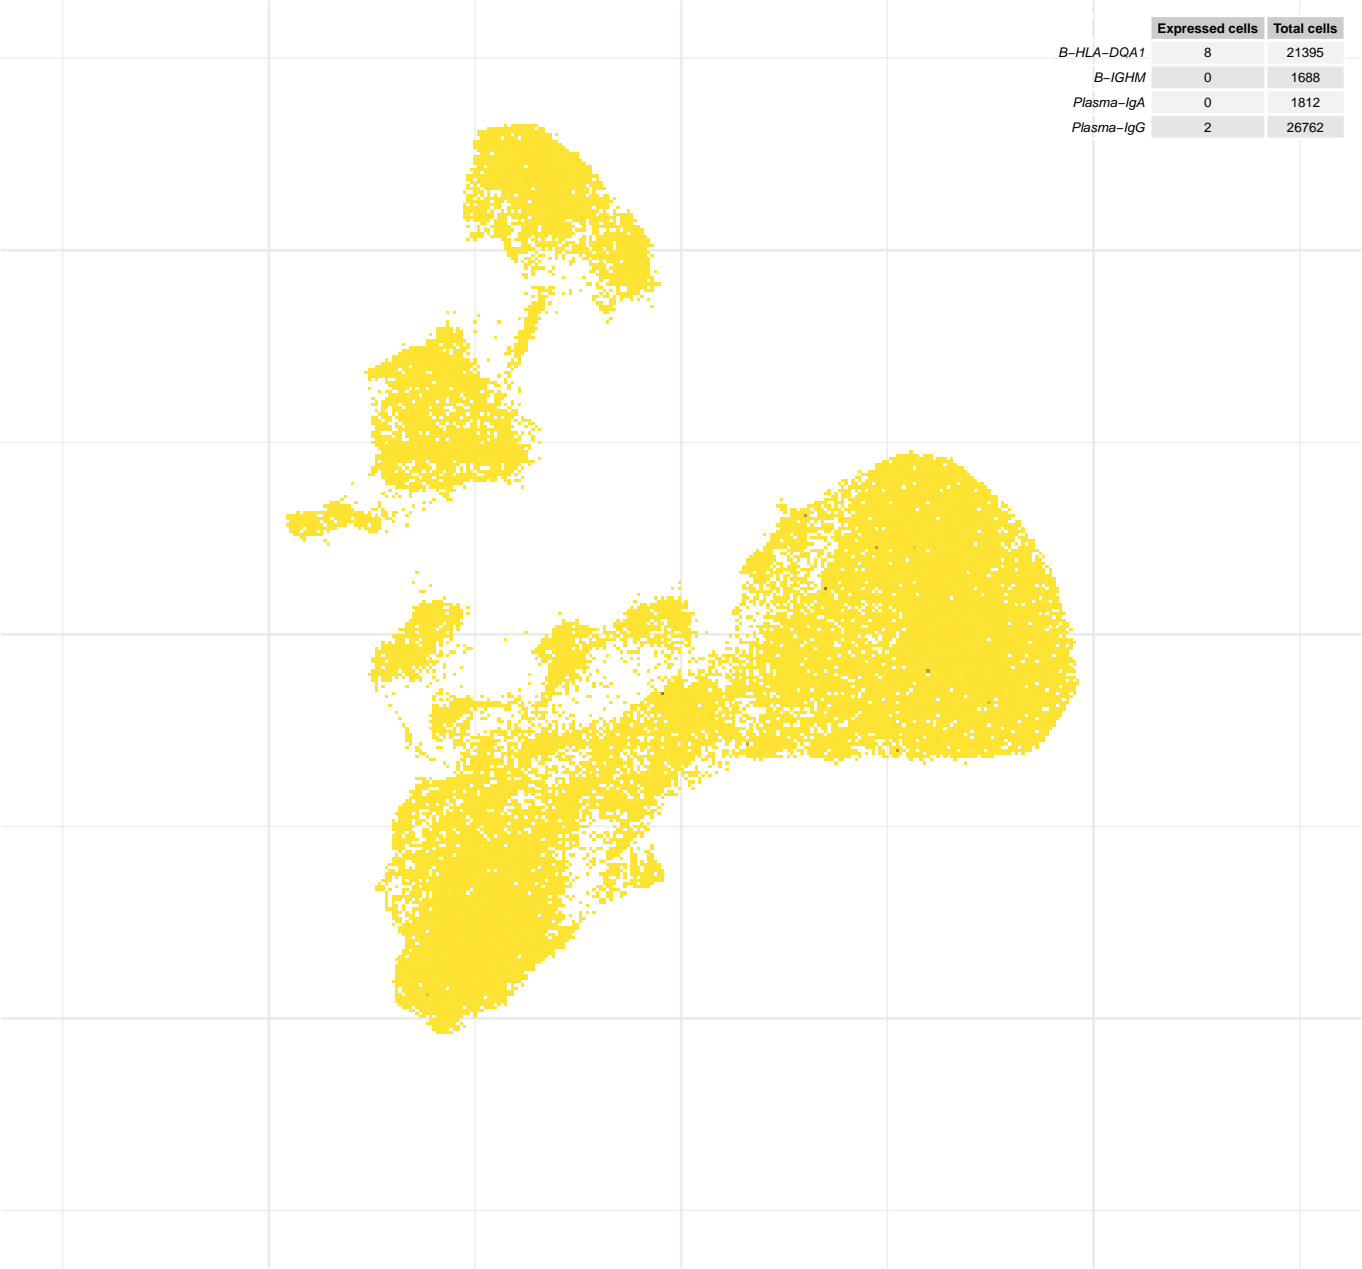 Expressed cells Total cells
B−HLA−DQA1 8 21395
B−IGHM 0 1688
Plasma−IgA 0 1812
Plasma−IgG 2 26762